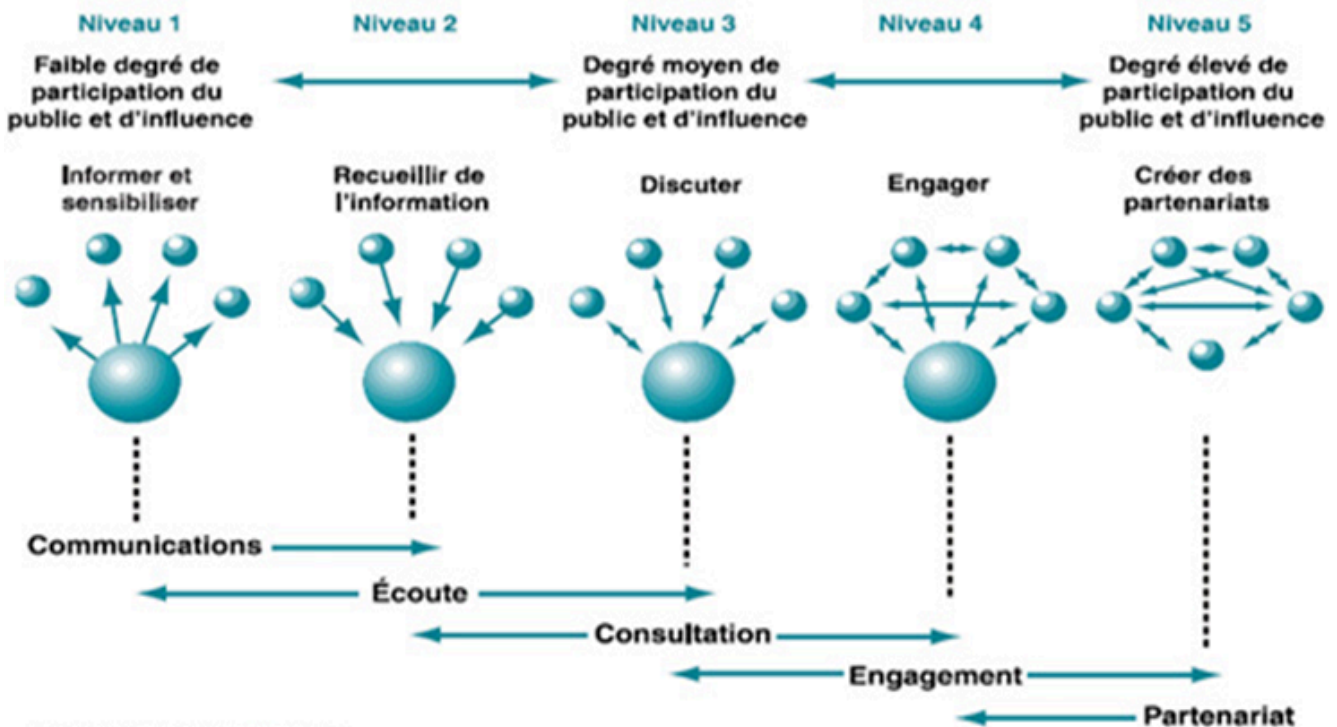 Niveau 1
Niveau 2
Niveau 3
Niveau 4
Niveau 5
Faible degré de
participation du
public et d'influence
Degré moyen de
participation du
public et d'influence
Degré élevé de
participation du
public et d'influence
Informer et
sensibiliser
Recueillir de
l'information
Discuter
Engager
Créer des
partenariats
Communications
Écoute
Consultation
Engagement
Partenariat